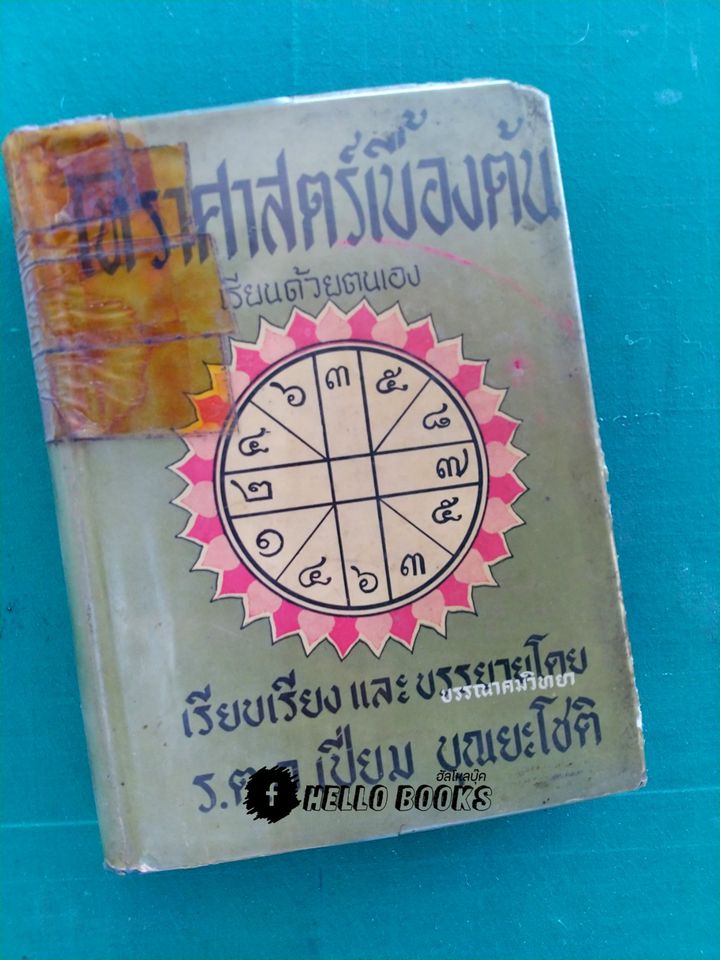 โหราศาสตร์เบื้องต้น
เรียนด้วยตนเอง
๖ ๓ ๕
๔ ๘
๒ ๗
๑ ๕
๔ ๖ ๓
เรียบเรียง และ บรรยายโดย
บรรณาคมวิทยา
เปี่ยม บุณยะโชติ
ฮัลโหลบุ๊ค
f HELLO BOOKS